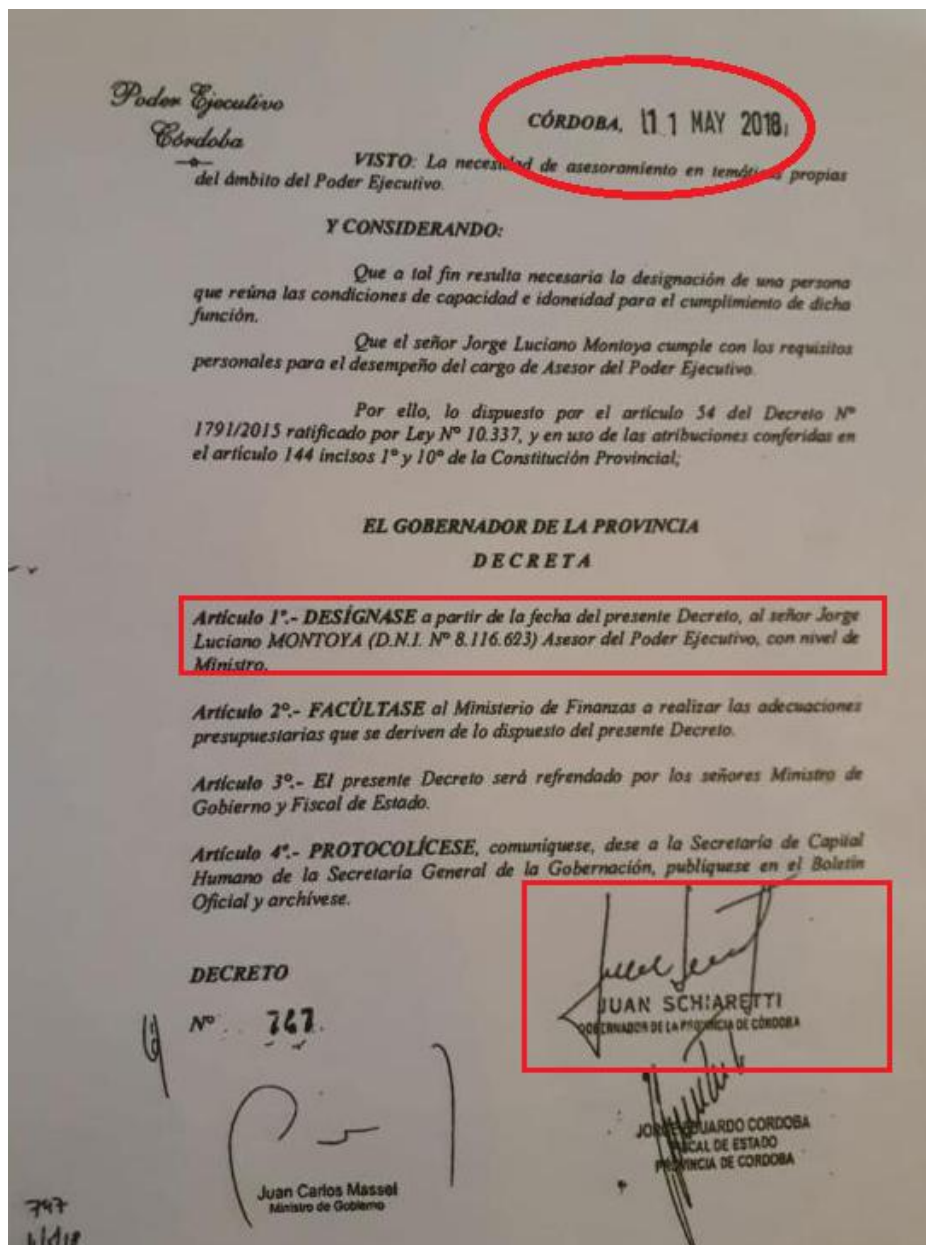 Poder Ejecutivo
Córdoba
CÓRDOBA, 11 MAY 2018
VISTO: La necesidad de asesoramiento en temáticas propias
del ámbito del Poder Ejecutivo.
Y CONSIDERANDO:
Que a tal fin resulta necesaria la designación de una persona
que reúna las condiciones de capacidad e idoneidad para el cumplimiento de dicha
función.
Que el señor Jorge Luciano Montoya cumple con los requisitos
personales para el desempeño del cargo de Asesor del Poder Ejecutivo.
Por ello, lo dispuesto por el artículo 54 del Decreto Nº
1791/2015 ratificado por Ley Nº 10.337, y en uso de las atribuciones conferidas en
el artículo 144 incisos 1º y 10º de la Constitución Provincial;
EL GOBERNADOR DE LA PROVINCIA
DECRETA
Artículo 1º.- DESÍGNASE a partir de la fecha del presente Decreto, al señor Jorge
Luciano MONTOYA (D.N.I. Nº 8.116.623) Asesor del Poder Ejecutivo, con nivel de
Ministro.
Artículo 2º.- FACÚLTASE al Ministerio de Finanzas a realizar las adecuaciones
presupuestarias que se deriven de lo dispuesto del presente Decreto.
Artículo 3º.- El presente Decreto será refrendado por los señores Ministro de
Gobierno y Fiscal de Estado.
Artículo 4º.- PROTOCOLÍCESE, comuníquese, dese a la Secretaría de Capital
Humano de la Secretaría General de la Gobernación, publíquese en el Boletín
Oficial y archívese.
DECRETO
Nº
JUAN SCHIARETTI
GOBERNADOR DE LA PROVINCIA DE CÓRDOBA
JORGE EDUARDO CORDOBA
FISCAL DE ESTADO
PROVINCIA DE CORDOBA
Juan Carlos Massei
Ministro de Gobierno